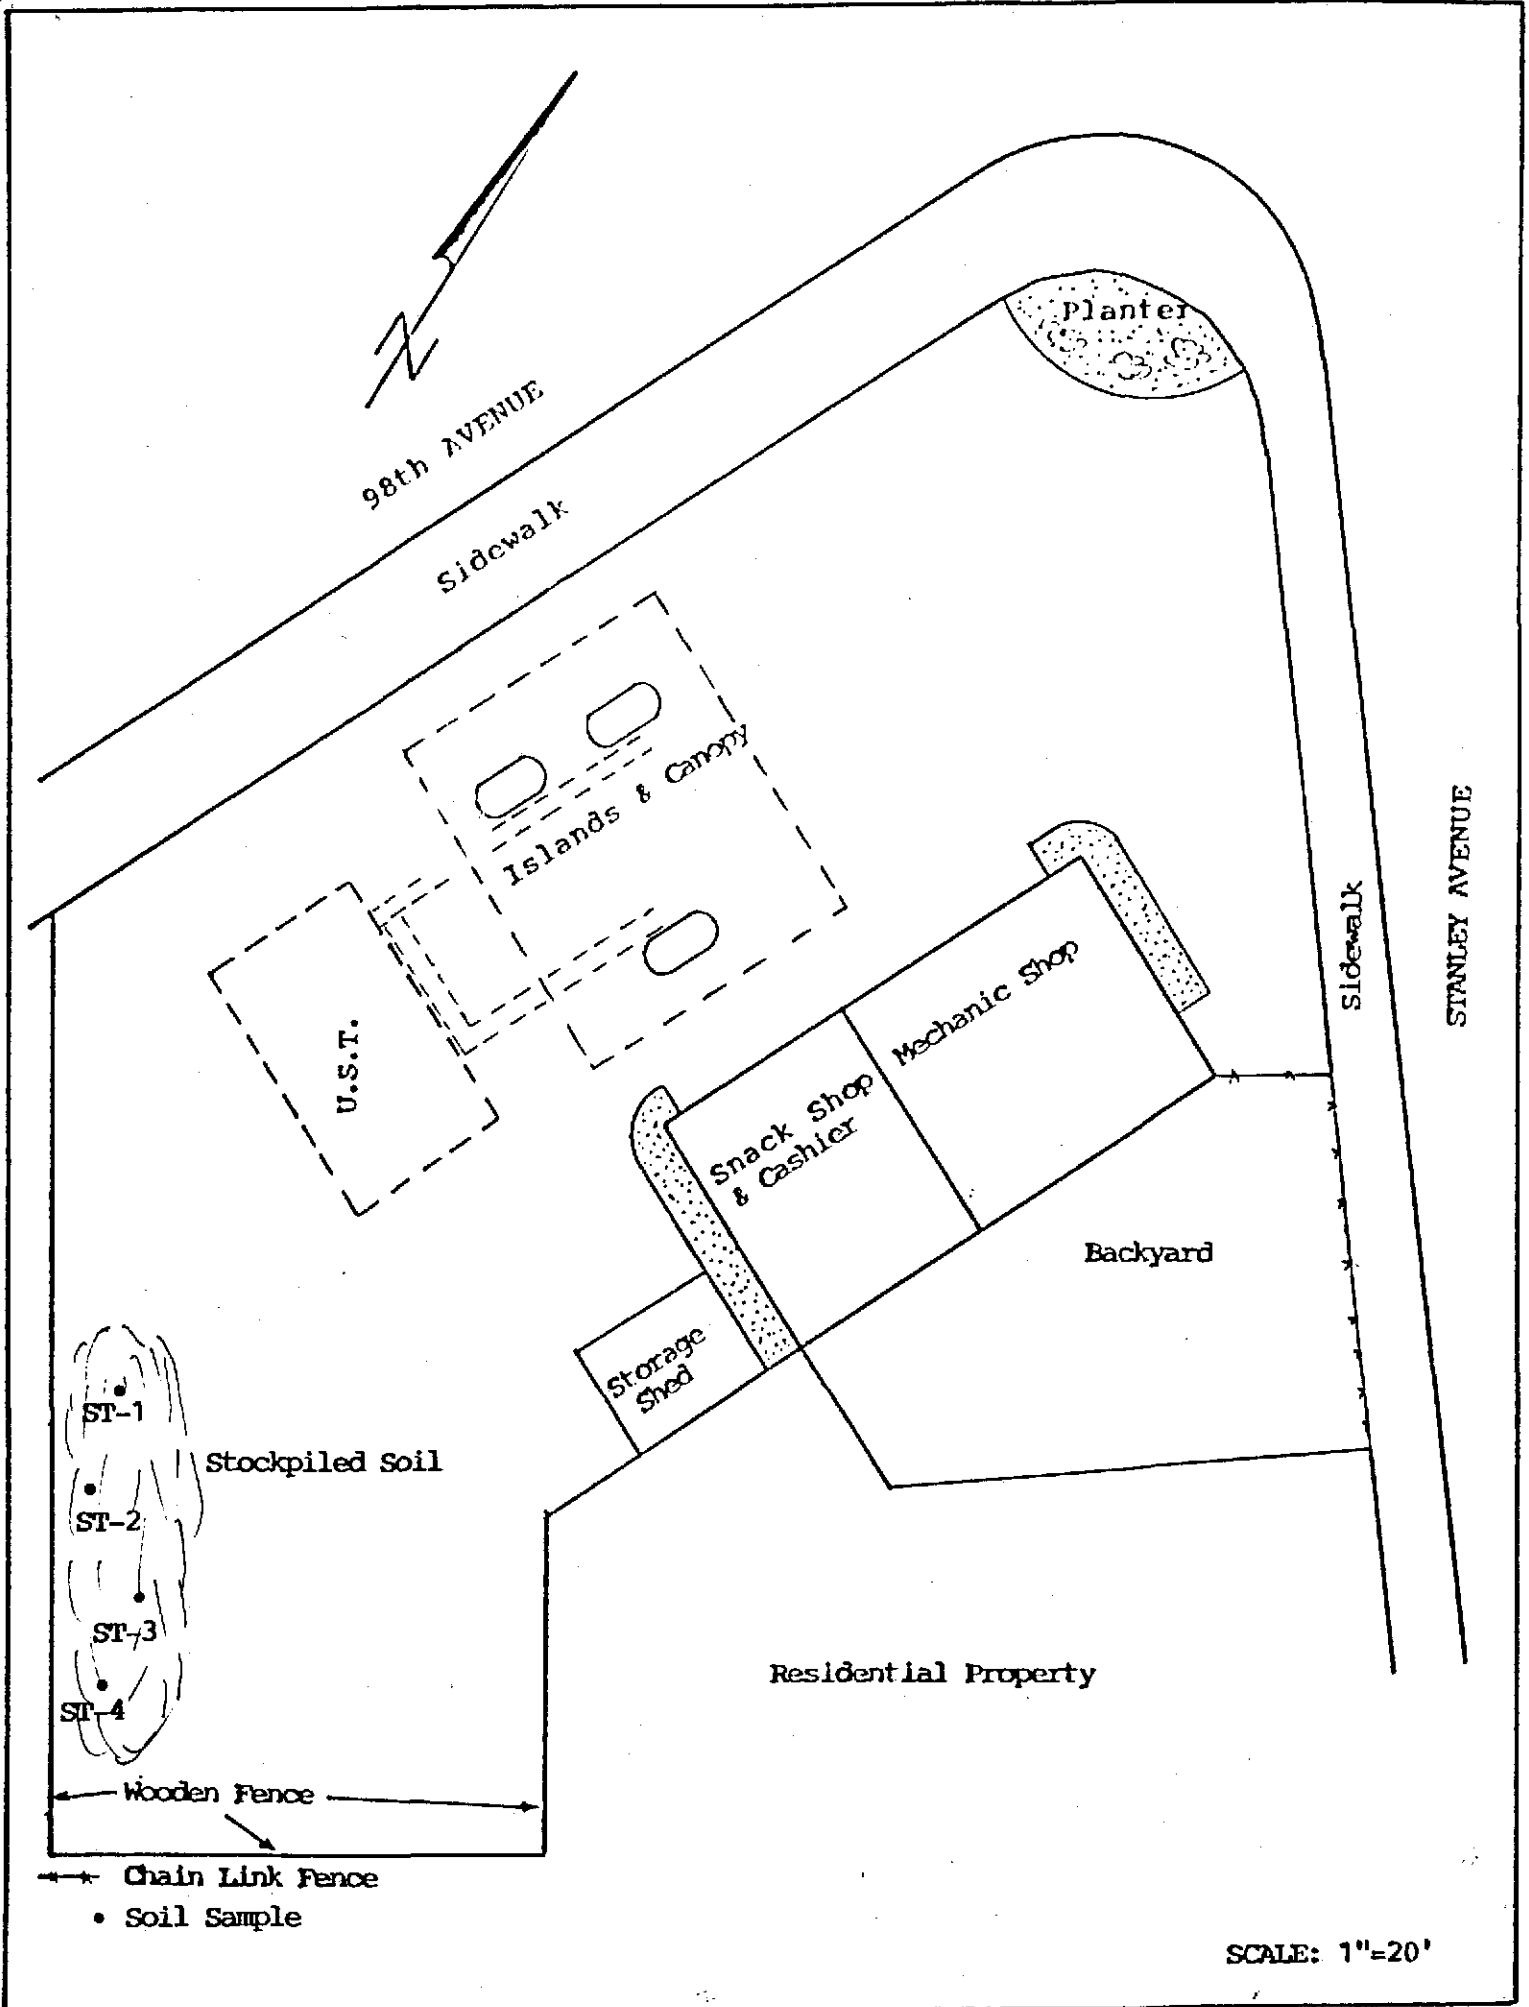 Planter
98th AVENUE
Sidewalk
Islands & Canopy
STANLEY AVENUE
Sidewalk
U.S.T.
Mechanic Shop
Snack Shop
& Cashier
Backyard
Storage
Shed
ST-1
Stockpiled Soil
ST-2
ST-3
Residential Property
ST-4
Wooden Fence
Chain Link Fence
Soil Sample
SCALE: 1"=20'
N